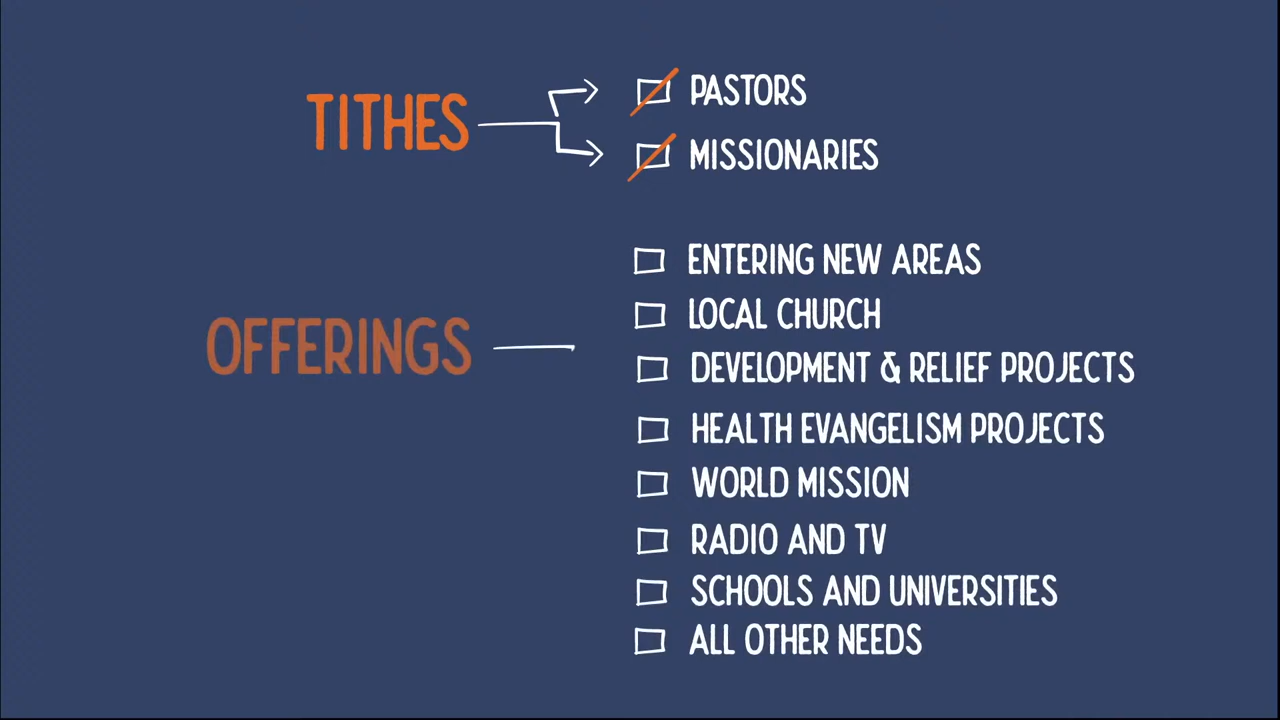 TITHES
PASTORS
MISSIONARIES
OFFERINGS
ENTERING NEW AREAS
LOCAL CHURCH
DEVELOPMENT & RELIEF PROJECTS
HEALTH EVANGELISM PROJECTS
WORLD MISSION
RADIO AND TV
SCHOOLS AND UNIVERSITIES
ALL OTHER NEEDS